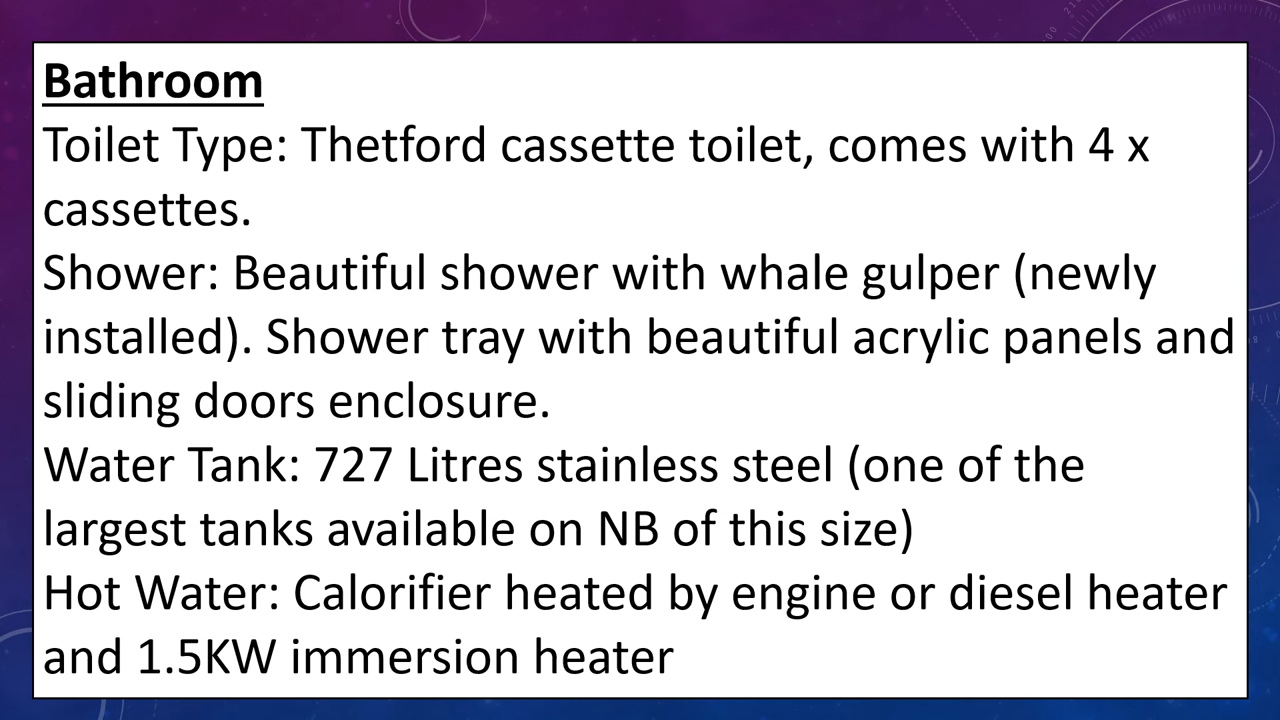 Bathroom
Toilet Type: Thetford cassette toilet, comes with 4 x
cassettes.
Shower: Beautiful shower with whale gulper (newly
installed). Shower tray with beautiful acrylic panels and
sliding doors enclosure.
Water Tank: 727 Litres stainless steel (one of the
largest tanks available on NB of this size)
Hot Water: Calorifier heated by engine or diesel heater
and 1.5KW immersion heater